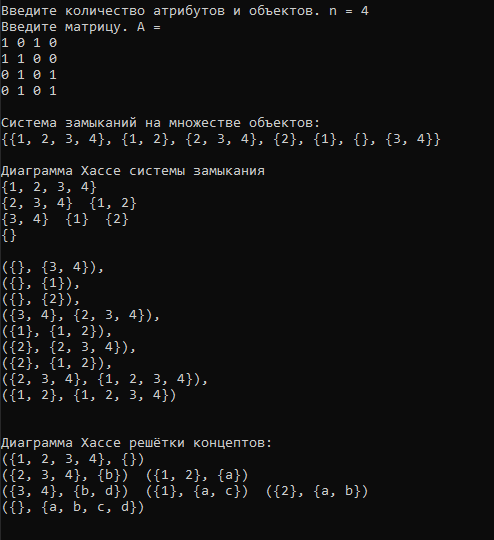 Введите количество атрибутов и объектов. n = 4
Введите матрицу. A =
1 0 1 0
1 1 0 0
0 1 0 1
0 1 0 1
Система замыканий на множестве объектов:
{{1, 2, 3, 4}, {1, 2}, {2, 3, 4}, {2}, {1}, {}, {3, 4}}
Диаграмма Хассе системы замыкания
{1, 2, 3, 4}
{2, 3, 4}  {1, 2}
{3, 4}  {1}  {2}
{}
({}, {3, 4}),
({}, {1}),
({}, {2}),
({3, 4}, {2, 3, 4}),
({1}, {1, 2}),
({2}, {2, 3, 4}),
({2}, {1, 2}),
({2, 3, 4}, {1, 2, 3, 4}),
({1, 2}, {1, 2, 3, 4})
Диаграмма Хассе решётки концептов:
({1, 2, 3, 4}, {})
({2, 3, 4}, {b})  ({1, 2}, {a})
({3, 4}, {b, d})  ({1}, {a, c})  ({2}, {a, b})
({}, {a, b, c, d})